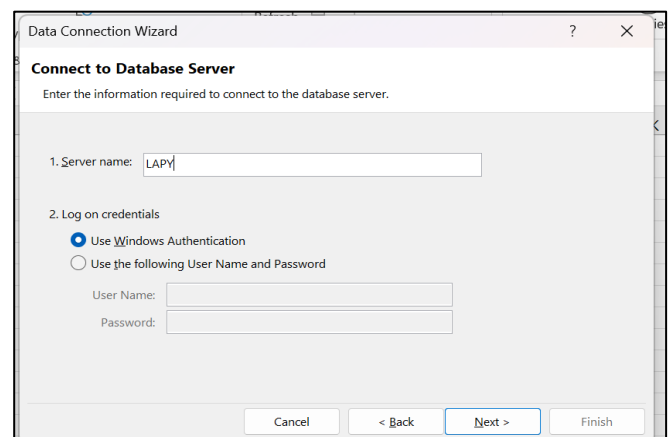 Data Connection Wizard ? ×
Connect to Database Server
Enter the information required to connect to the database server.
1. Server name: LAPY
2. Log on credentials
Use Windows Authentication
Use the following User Name and Password
User Name:
Password:
Cancel < Back Next > Finish